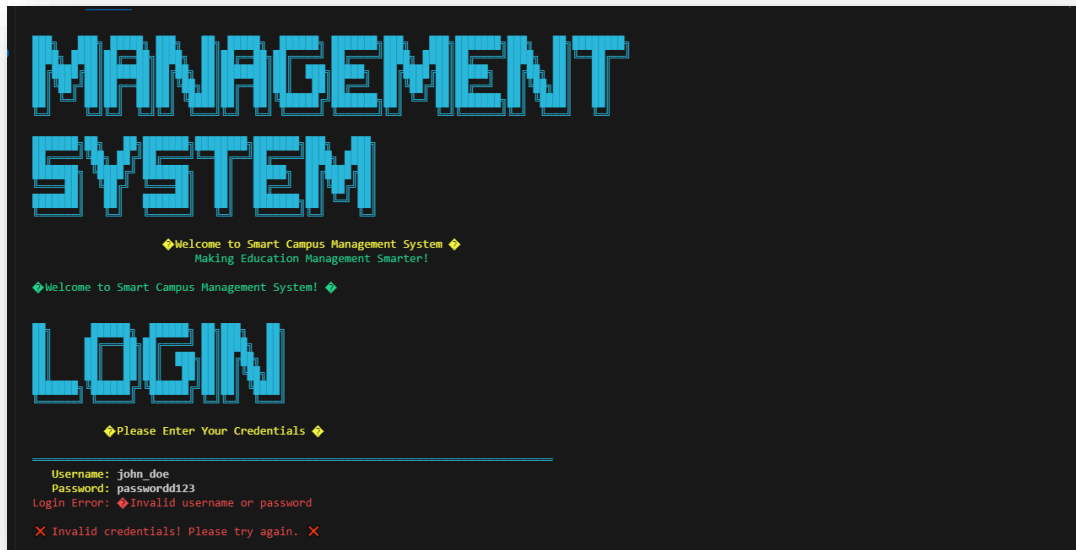 MANAGEMENT
SYSTEM
�Welcome to Smart Campus Management System �
Making Education Management Smarter!
�Welcome to Smart Campus Management System! �
LOGIN
�Please Enter Your Credentials �
Username: john_doe
Password: passwordd123
Login Error: �Invalid username or password
❌ Invalid credentials! Please try again. ❌